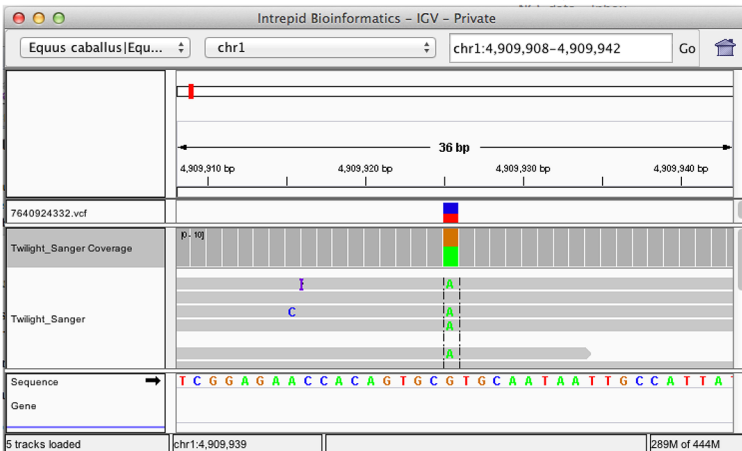 Intrepid Bioinformatics – IGV – Private
Equus caballus|Equ... chr1 chr1:4,909,908-4,909,942 Go
36 bp
4,909,910 bp 4,909,920 bp 4,909,930 bp 4,909,940 bp
7640924332.vcf
[0 - 10]
Twilight_Sanger Coverage
A
C A
Twilight_Sanger
A
A
Sequence T C G G A G A A C C A C A G T G C G T G C A A T A A T T G C C A T T A
Gene
5 tracks loaded chr1:4,909,939 289M of 444M